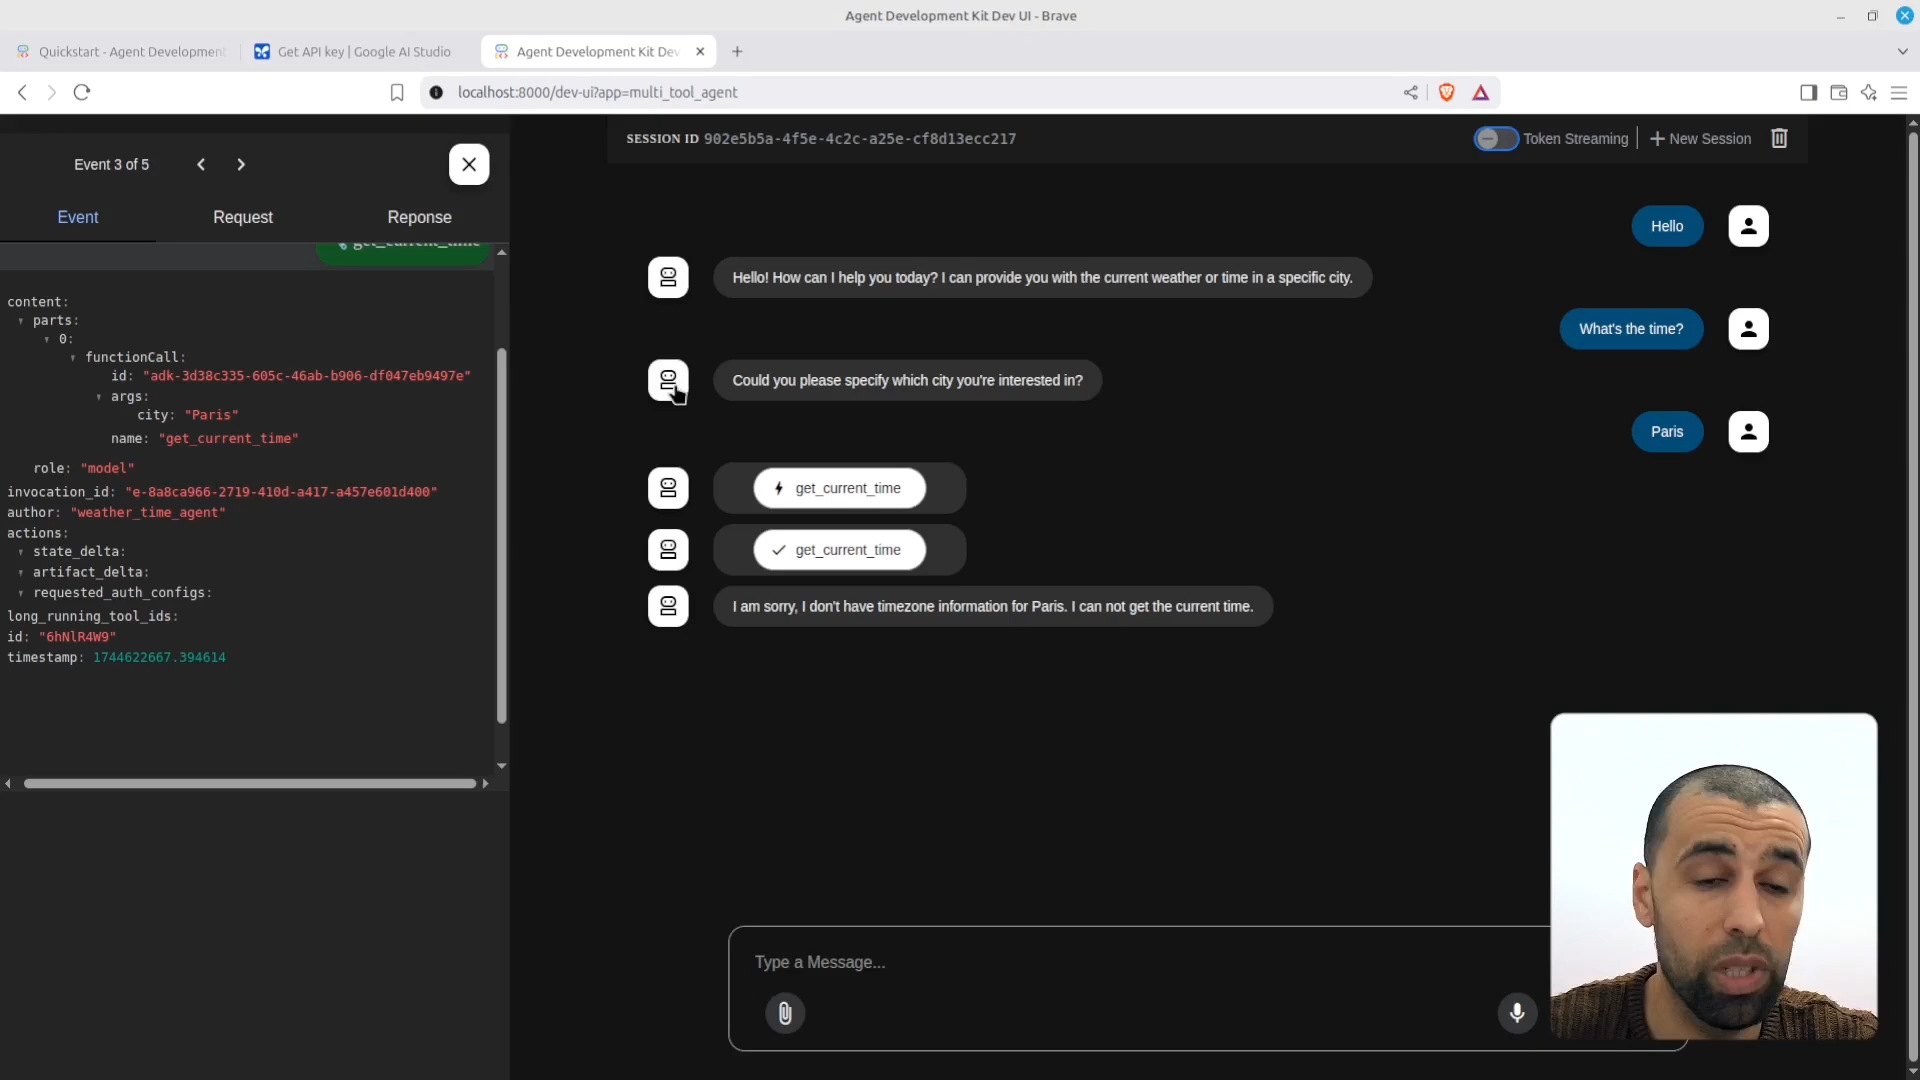 Agent Development Kit Dev UI - Brave
Quickstart - Agent Development
Get API key | Google AI Studio
Agent Development Kit Dev
localhost:8000/dev-ui?app=multi_tool_agent
SESSION ID 902e5b5a-4f5e-4c2c-a25e-cf8d13ecc217
Token Streaming
New Session
Event 3 of 5
Event
Request
Reponse
get_current_time
content:
parts:
0:
functionCall:
id: "adk-3d38c335-605c-46ab-b906-df047eb9497e"
args:
city: "Paris"
name: "get_current_time"
role: "model"
invocation_id: "e-8a8ca966-2719-410d-a417-a457e601d400"
author: "weather_time_agent"
actions:
state_delta:
artifact_delta:
requested_auth_configs:
long_running_tool_ids:
id: "6hNlR4W9"
timestamp: 1744622667.394614
Hello
Hello! How can I help you today? I can provide you with the current weather or time in a specific city.
What's the time?
Could you please specify which city you're interested in?
Paris
get_current_time
get_current_time
I am sorry, I don't have timezone information for Paris. I can not get the current time.
Type a Message...